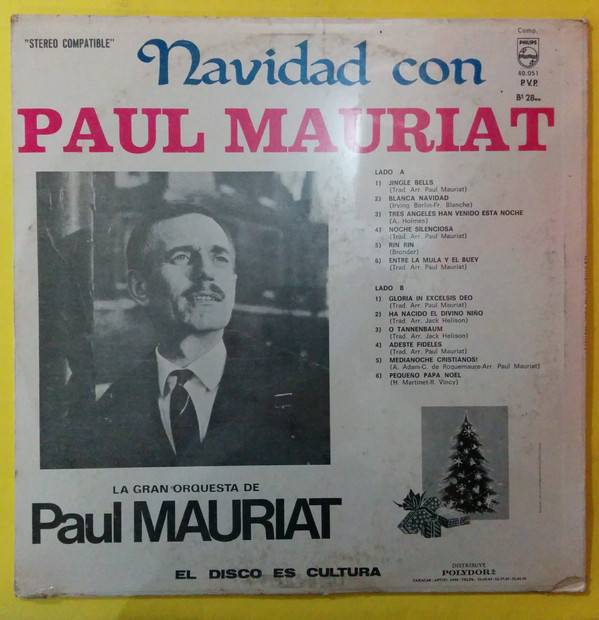 "STEREO COMPATIBLE"
Comp.
PHILIPS
60.051
P.V.P.
Bs 28
Navidad con
PAUL MAURIAT
LADO A
1) JINGLE BELLS
(Trad. Arr. Paul Mauriat)
2) BLANCA NAVIDAD
(Irving Berlin-Fr. Blanche)
3) TRES ANGELES HAN VENIDO ESTA NOCHE
(A. Holmes)
4) NOCHE SILENCIOSA
(Trad. Arr. Paul Mauriat)
5) RIN RIN
(Bronder)
6) ENTRE LA MULA Y EL BUEY
(Trad. Arr. Paul Mauriat)
LADO B
1) GLORIA IN EXCELSIS DEO
(Trad. Arr. Paul Mauriat)
2) HA NACIDO EL DIVINO NIÑO
(Trad. Arr. Jack Helison)
3) O TANNENBAUM
(Trad. Arr. Jack Helison)
4) ADESTE FIDELES
(Trad. Arr. Paul Mauriat)
5) MEDIANOCHE CRISTIANOS!
(A. Adam-C. de Roquemaure-Arr. Paul Mauriat)
6) PEQUEÑO PAPA NOEL
(H. Martinet-R. Vincy)
LA GRAN ORQUESTA DE
Paul MAURIAT
EL DISCO ES CULTURA
DISTRIBUYE
POLYDOR